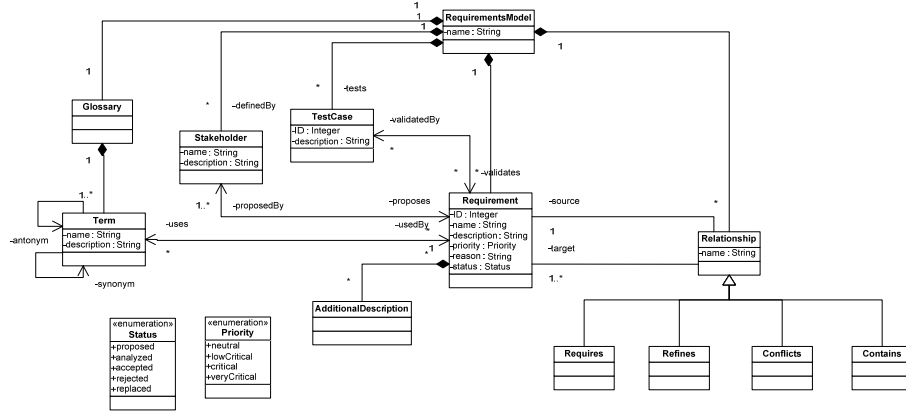 1
1
RequirementsModel
-name : String
1
1
1
1
*
-tests
*
-definedBy
Glossary
1
1..*
TestCase
-ID : Integer
-description : String
-validatedBy
*
Stakeholder
-name : String
-description : String
* * -validates
1..*
-proposedBy
-proposes
Requirement
-ID : Integer
-name : String
-description : String
-priority : Priority
-reason : String
-status : Status
-source
1
-target
1..*
*
Relationship
-name : String
Term
-name : String
-description : String
-antonym
-synonym
-uses
*
-usedBy
*
1
*
AdditionalDescription
«enumeration»
Status
+proposed
+analyzed
+accepted
+rejected
+replaced
«enumeration»
Priority
+neutral
+lowCritical
+critical
+veryCritical
Requires
Refines
Conflicts
Contains